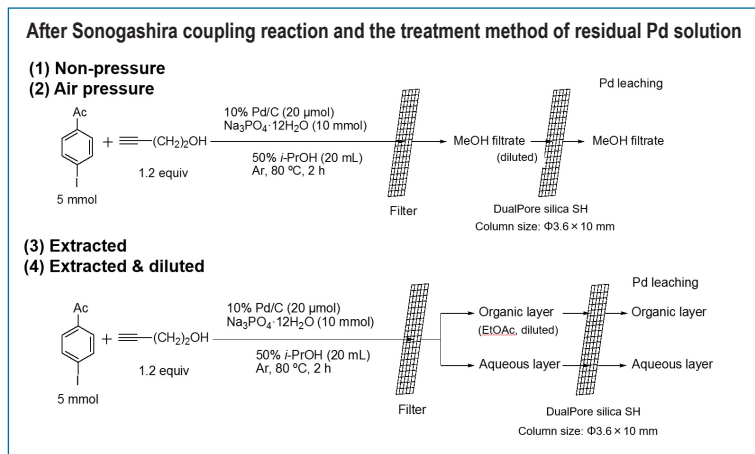 After Sonogashira coupling reaction and the treatment method of residual Pd solution
(1) Non-pressure
(2) Air pressure
Pd leaching
Ac
I
5 mmol
+
(CH₂)₂OH
1.2 equiv
10% Pd/C (20 µmol)
Na₃PO₄·12H₂O (10 mmol)
50% i-PrOH (20 mL)
Ar, 80 ºC, 2 h
Filter
MeOH filtrate
(diluted)
MeOH filtrate
DualPore silica SH
Column size: Φ3.6 × 10 mm
(3) Extracted
(4) Extracted & diluted
Pd leaching
Ac
I
5 mmol
+
(CH₂)₂OH
1.2 equiv
10% Pd/C (20 µmol)
Na₃PO₄·12H₂O (10 mmol)
50% i-PrOH (20 mL)
Ar, 80 ºC, 2 h
Filter
Organic layer
(EtOAc, diluted)
Organic layer
Aqueous layer
Aqueous layer
DualPore silica SH
Column size: Φ3.6 × 10 mm